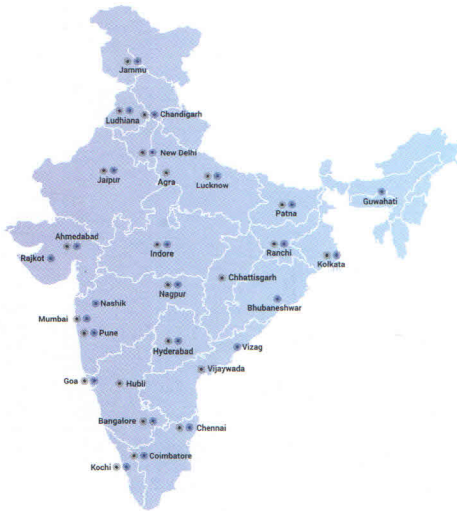 Jammu
Ludhiana
Chandigarh
New Delhi
Jaipur
Agra
Lucknow
Guwahati
Patna
Ahmedabad
Rajkot
Indore
Ranchi
Kolkata
Chhattisgarh
Nagpur
Bhubaneshwar
Nashik
Mumbai
Pune
Hyderabad
Vizag
Vijaywada
Goa
Hubli
Bangalore
Chennai
Coimbatore
Kochi